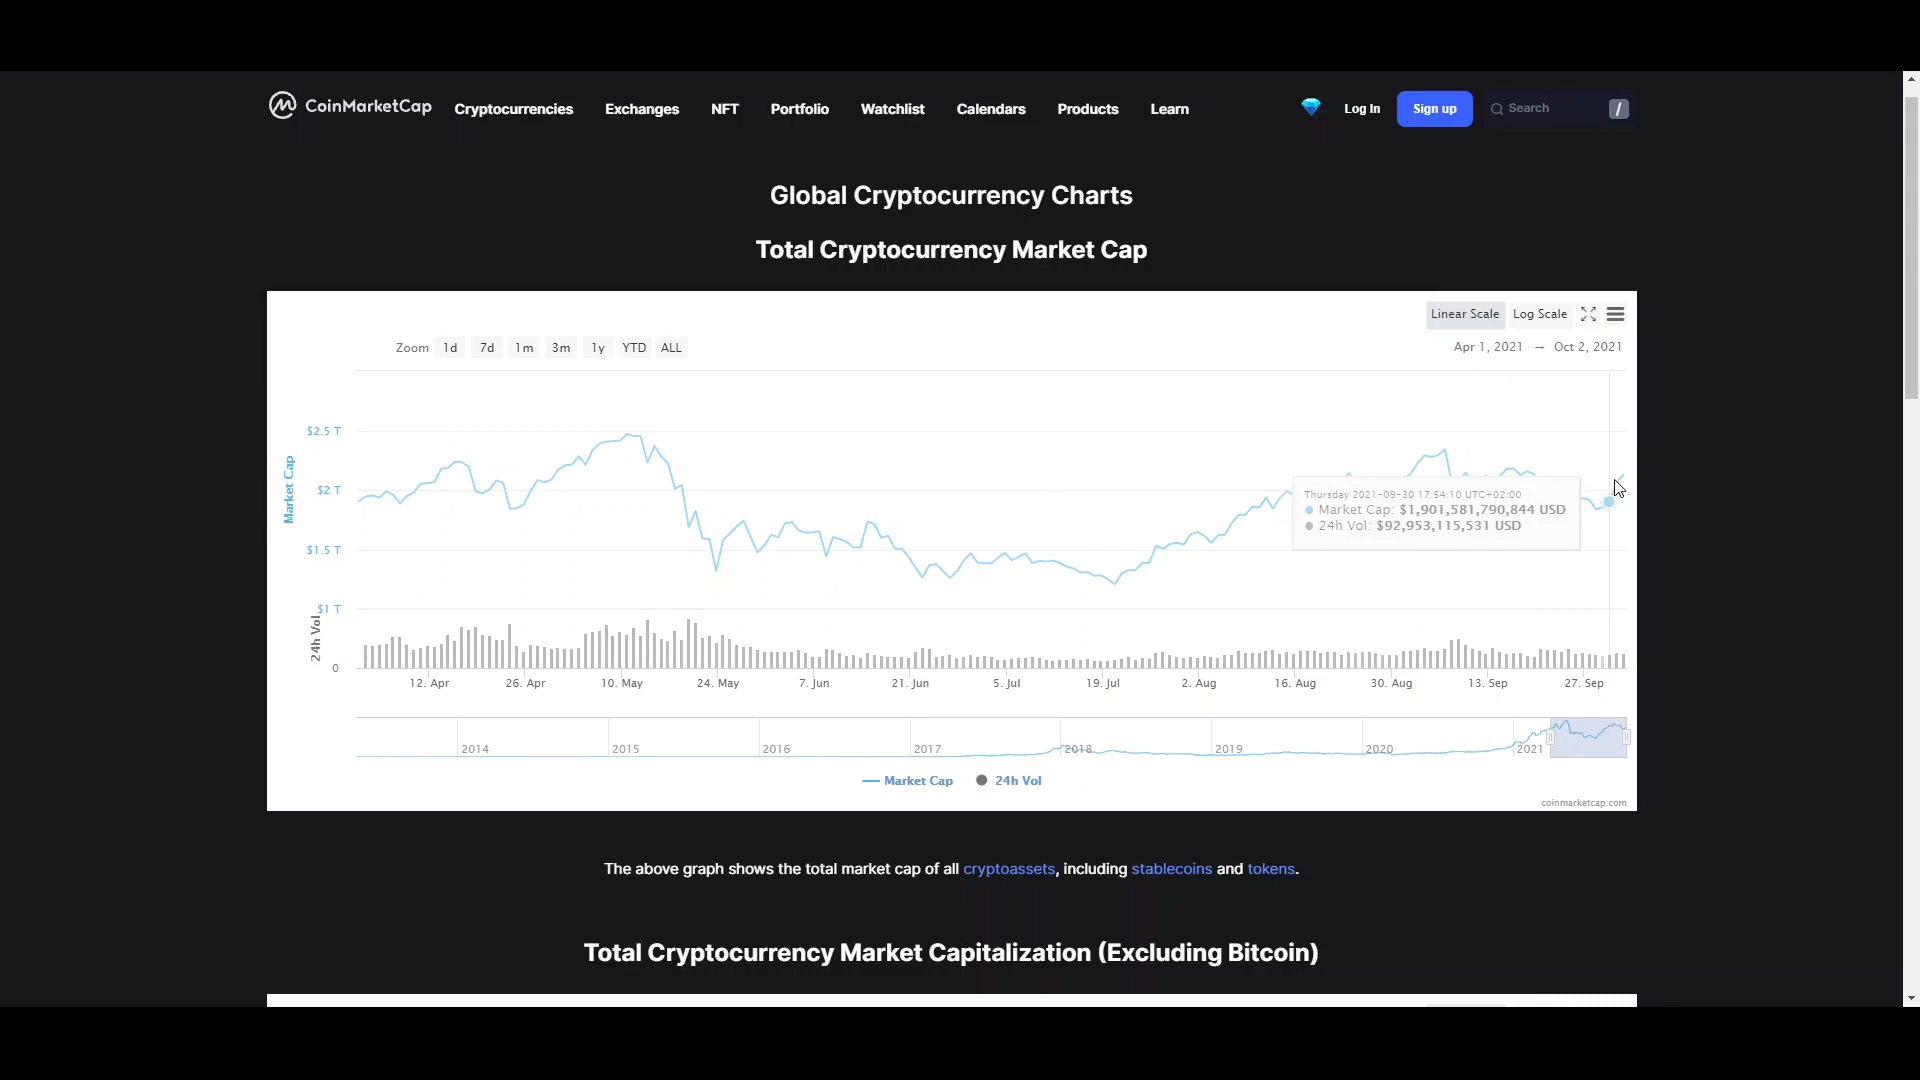 CoinMarketCap Cryptocurrencies Exchanges NFT Portfolio Watchlist Calendars Products Learn Log In Sign up Search /
Global Cryptocurrency Charts
Total Cryptocurrency Market Cap
Linear Scale Log Scale
Zoom 1d 7d 1m 3m 1y YTD ALL Apr 1, 2021 → Oct 2, 2021
Market Cap
$2.5 T
$2 T
$1.5 T
$1 T
Thursday 2021-09-30 17:54:10 UTC+02:00
Market Cap: $1,901,581,790,844 USD
24h Vol: $92,953,115,531 USD
24h Vol
0
12. Apr 26. Apr 10. May 24. May 7. Jun 21. Jun 5. Jul 19. Jul 2. Aug 16. Aug 30. Aug 13. Sep 27. Sep
2014 2015 2016 2017 2018 2019 2020 2021
Market Cap 24h Vol
coinmarketcap.com
The above graph shows the total market cap of all cryptoassets, including stablecoins and tokens.
Total Cryptocurrency Market Capitalization (Excluding Bitcoin)